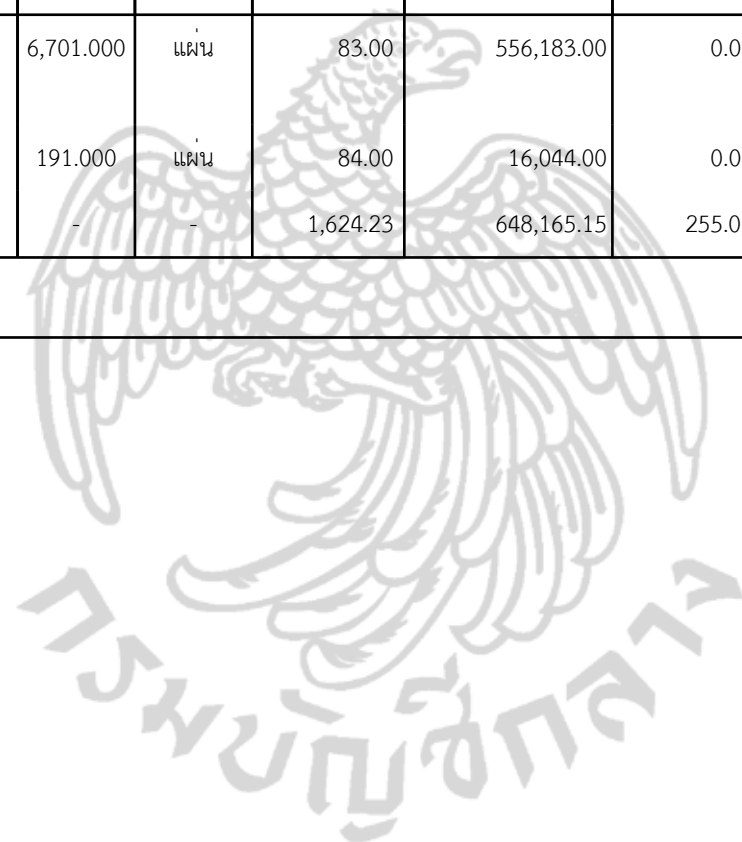 6,701.000 แผ่น 83.00 556,183.00 0.0
191.000 แผ่น 84.00 16,044.00 0.0
- - 1,624.23 648,165.15 255.0
กรมบัญชีกลาง